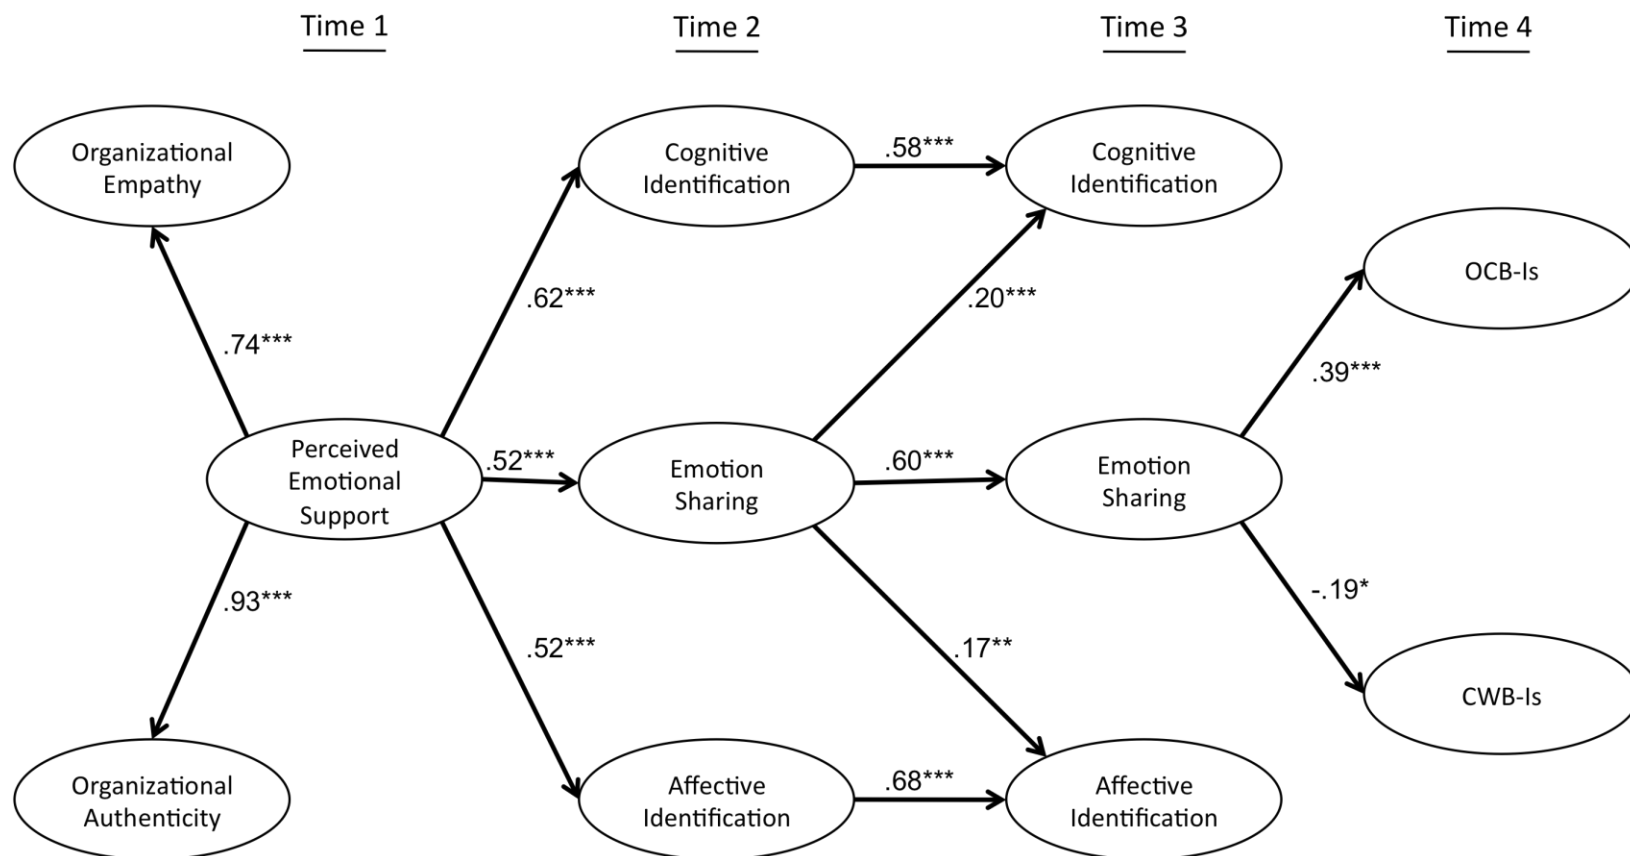 Time 1
Time 2
Time 3
Time 4
Organizational
Empathy
Cognitive
Identification
.58***
Cognitive
Identification
OCB-Is
.62***
.20***
.74***
.39***
Perceived
Emotional
Support
.52***
Emotion
Sharing
.60***
Emotion
Sharing
.93***
.52***
.17**
-.19*
CWB-Is
Organizational
Authenticity
Affective
Identification
.68***
Affective
Identification